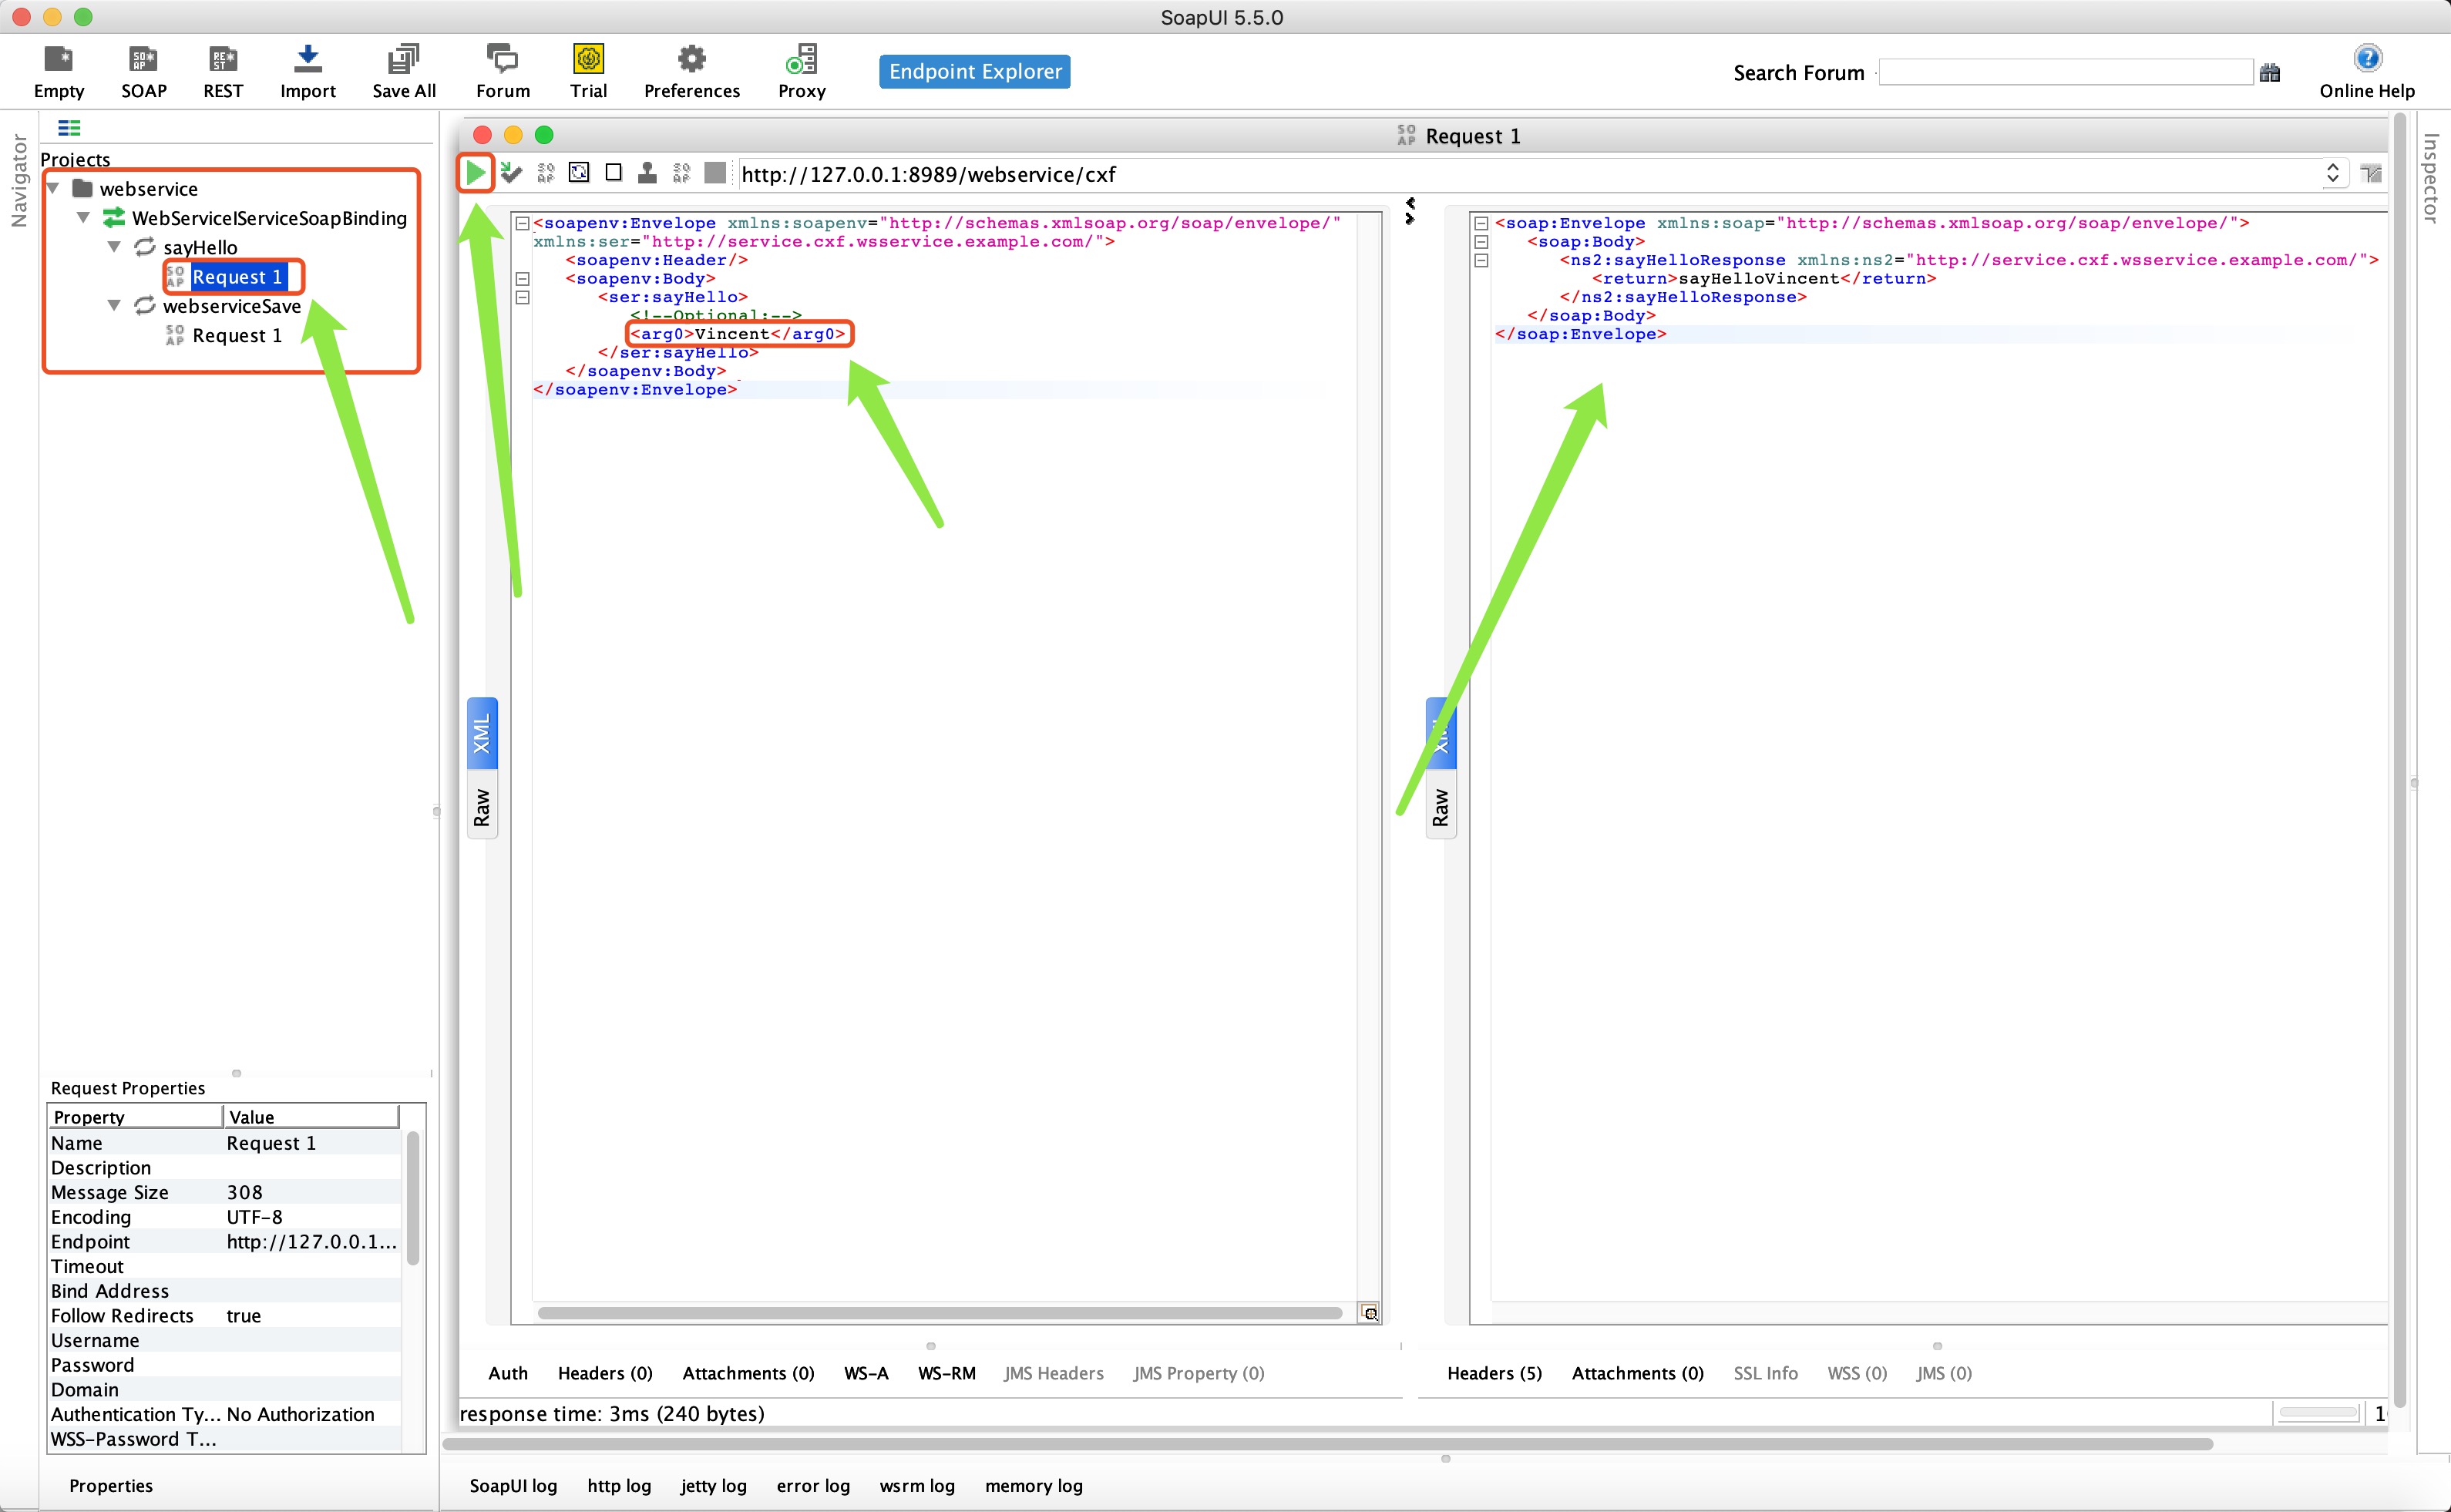 SoapUI 5.5.0
Empty
SOAP
REST
Import
Save All
Forum
Trial
Preferences
Proxy
Endpoint Explorer
Search Forum
Online Help
Navigator
Projects
webservice
WebServiceIServiceSoapBinding
sayHello
Request 1
webserviceSave
Request 1
Request 1
http://127.0.0.1:8989/webservice/cxf
<soapenv:Envelope xmlns:soapenv="http://schemas.xmlsoap.org/soap/envelope/"
xmlns:ser="http://service.cxf.wsservice.example.com/">
<soapenv:Header/>
<soapenv:Body>
<ser:sayHello>
<!--Optional:-->
<arg0>Vincent</arg0>
</ser:sayHello>
</soapenv:Body>
</soapenv:Envelope>
XML
Raw
<soap:Envelope xmlns:soap="http://schemas.xmlsoap.org/soap/envelope/">
<soap:Body>
<ns2:sayHelloResponse xmlns:ns2="http://service.cxf.wsservice.example.com/">
<return>sayHelloVincent</return>
</ns2:sayHelloResponse>
</soap:Body>
</soap:Envelope>
XML
Raw
Inspector
Request Properties
Property Value
Name Request 1
Description
Message Size 308
Encoding UTF-8
Endpoint http://127.0.0.1...
Timeout
Bind Address
Follow Redirects true
Username
Password
Domain
Authentication Ty... No Authorization
WSS-Password T...
Properties
Auth Headers (0) Attachments (0) WS-A WS-RM JMS Headers JMS Property (0)
Headers (5) Attachments (0) SSL Info WSS (0) JMS (0)
response time: 3ms (240 bytes)
SoapUI log http log jetty log error log wsrm log memory log